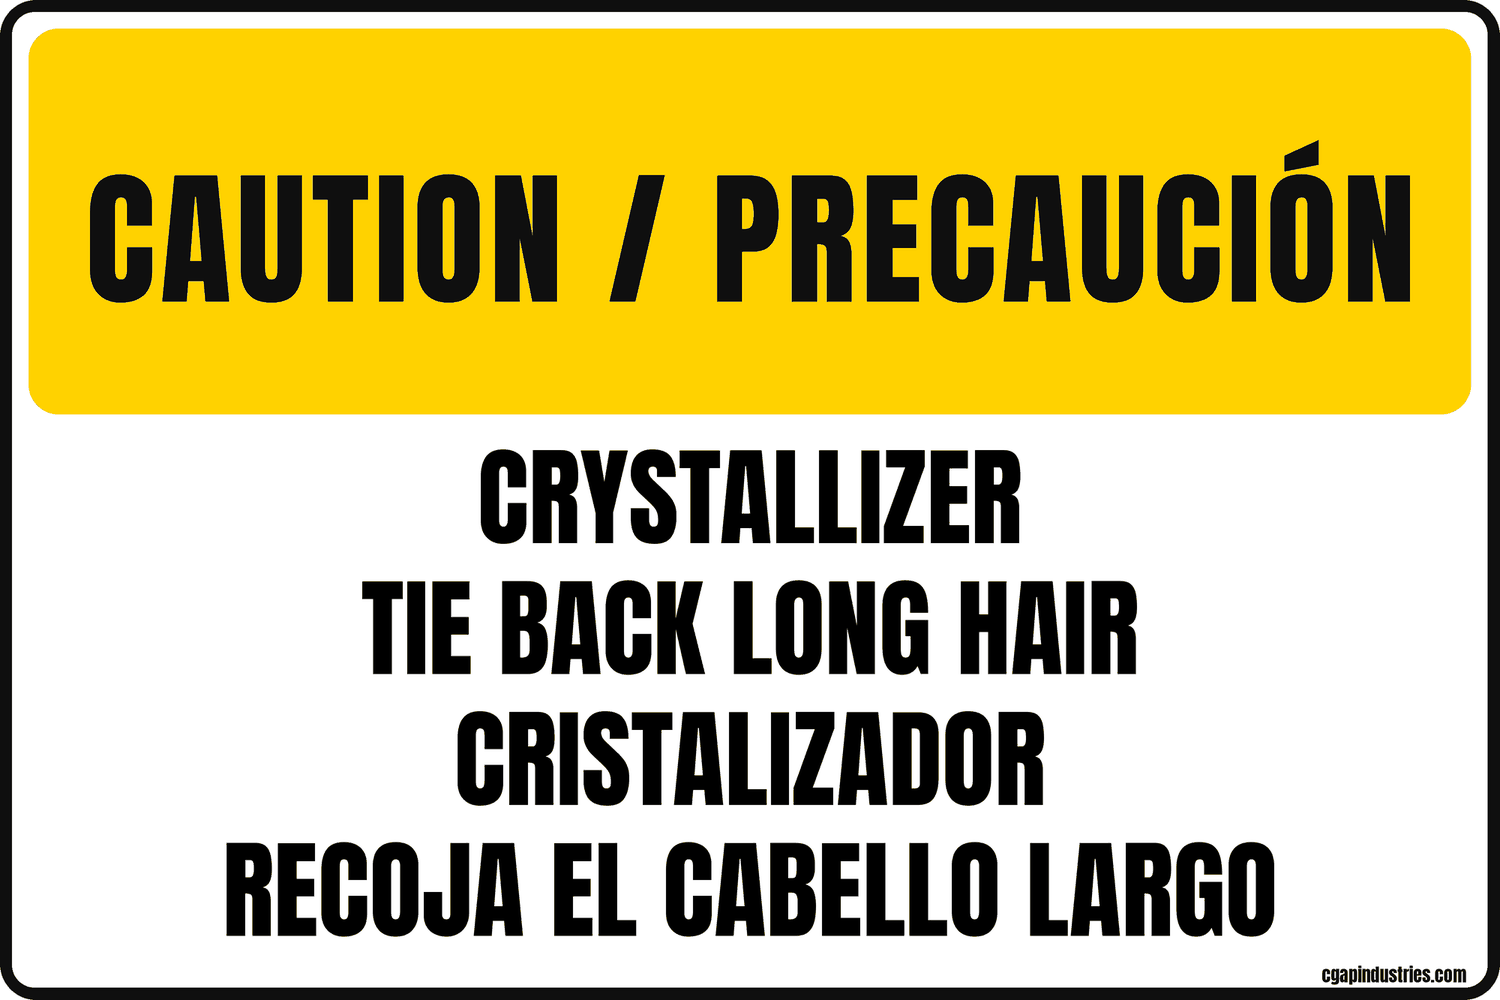 CAUTION / PRECAUCIÓN
CRYSTALLIZER
TIE BACK LONG HAIR
CRISTALIZADOR
RECOJA EL CABELLO LARGO
cgapindustries.com